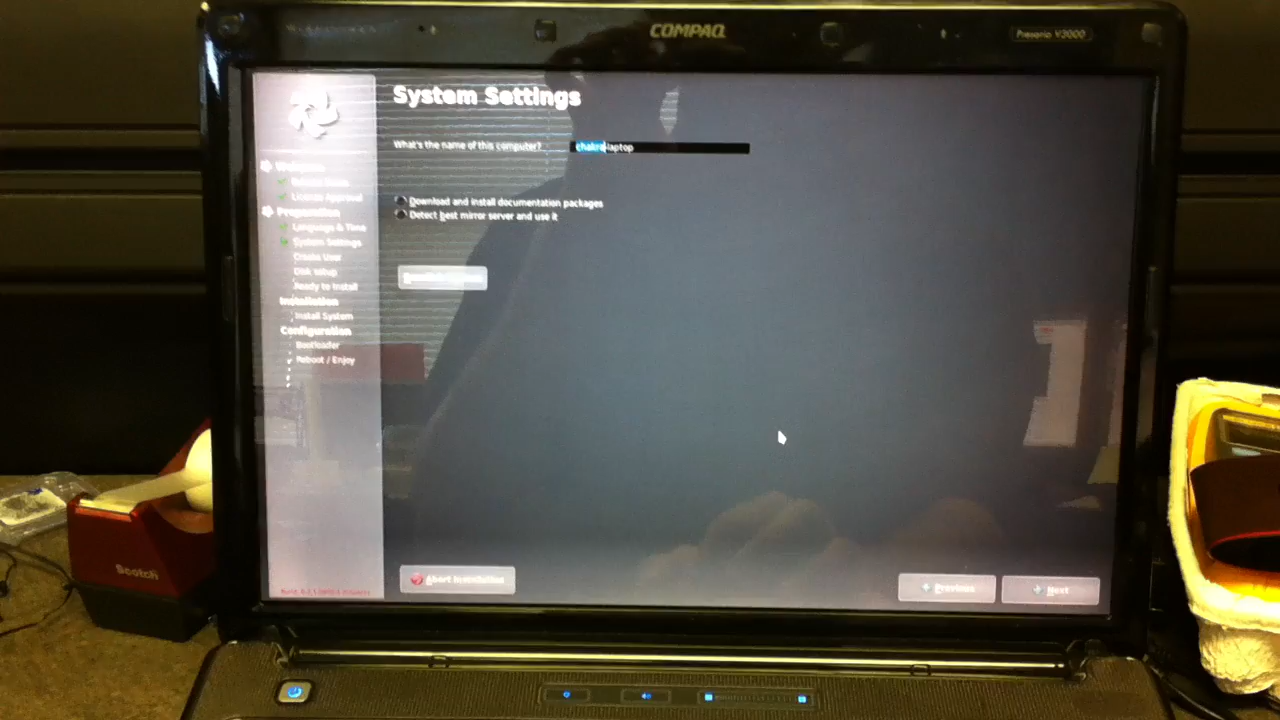 COMPAQ
Presario V3000
System Settings
What's the name of this computer?
chakra-laptop
Download and install documentation packages
Detect best mirror server and use it
Welcome
License Approval
Preparation
Language & Time
System Settings
Create User
Disk setup
Ready to Install
Installation
Install System
Configuration
Bootloader
Reboot / Enjoy
Abort Installation
Previous
Next
Scotch